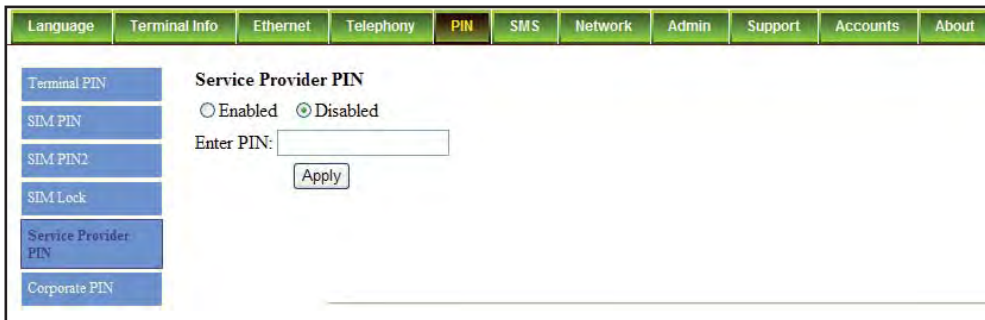 Language Terminal Info Ethernet Telephony PIN SMS Network Admin Support Accounts About
Terminal PIN
SIM PIN
SIM PIN2
SIM Lock
Service Provider
PIN
Corporate PIN
Service Provider PIN
Enabled Disabled
Enter PIN:
Apply